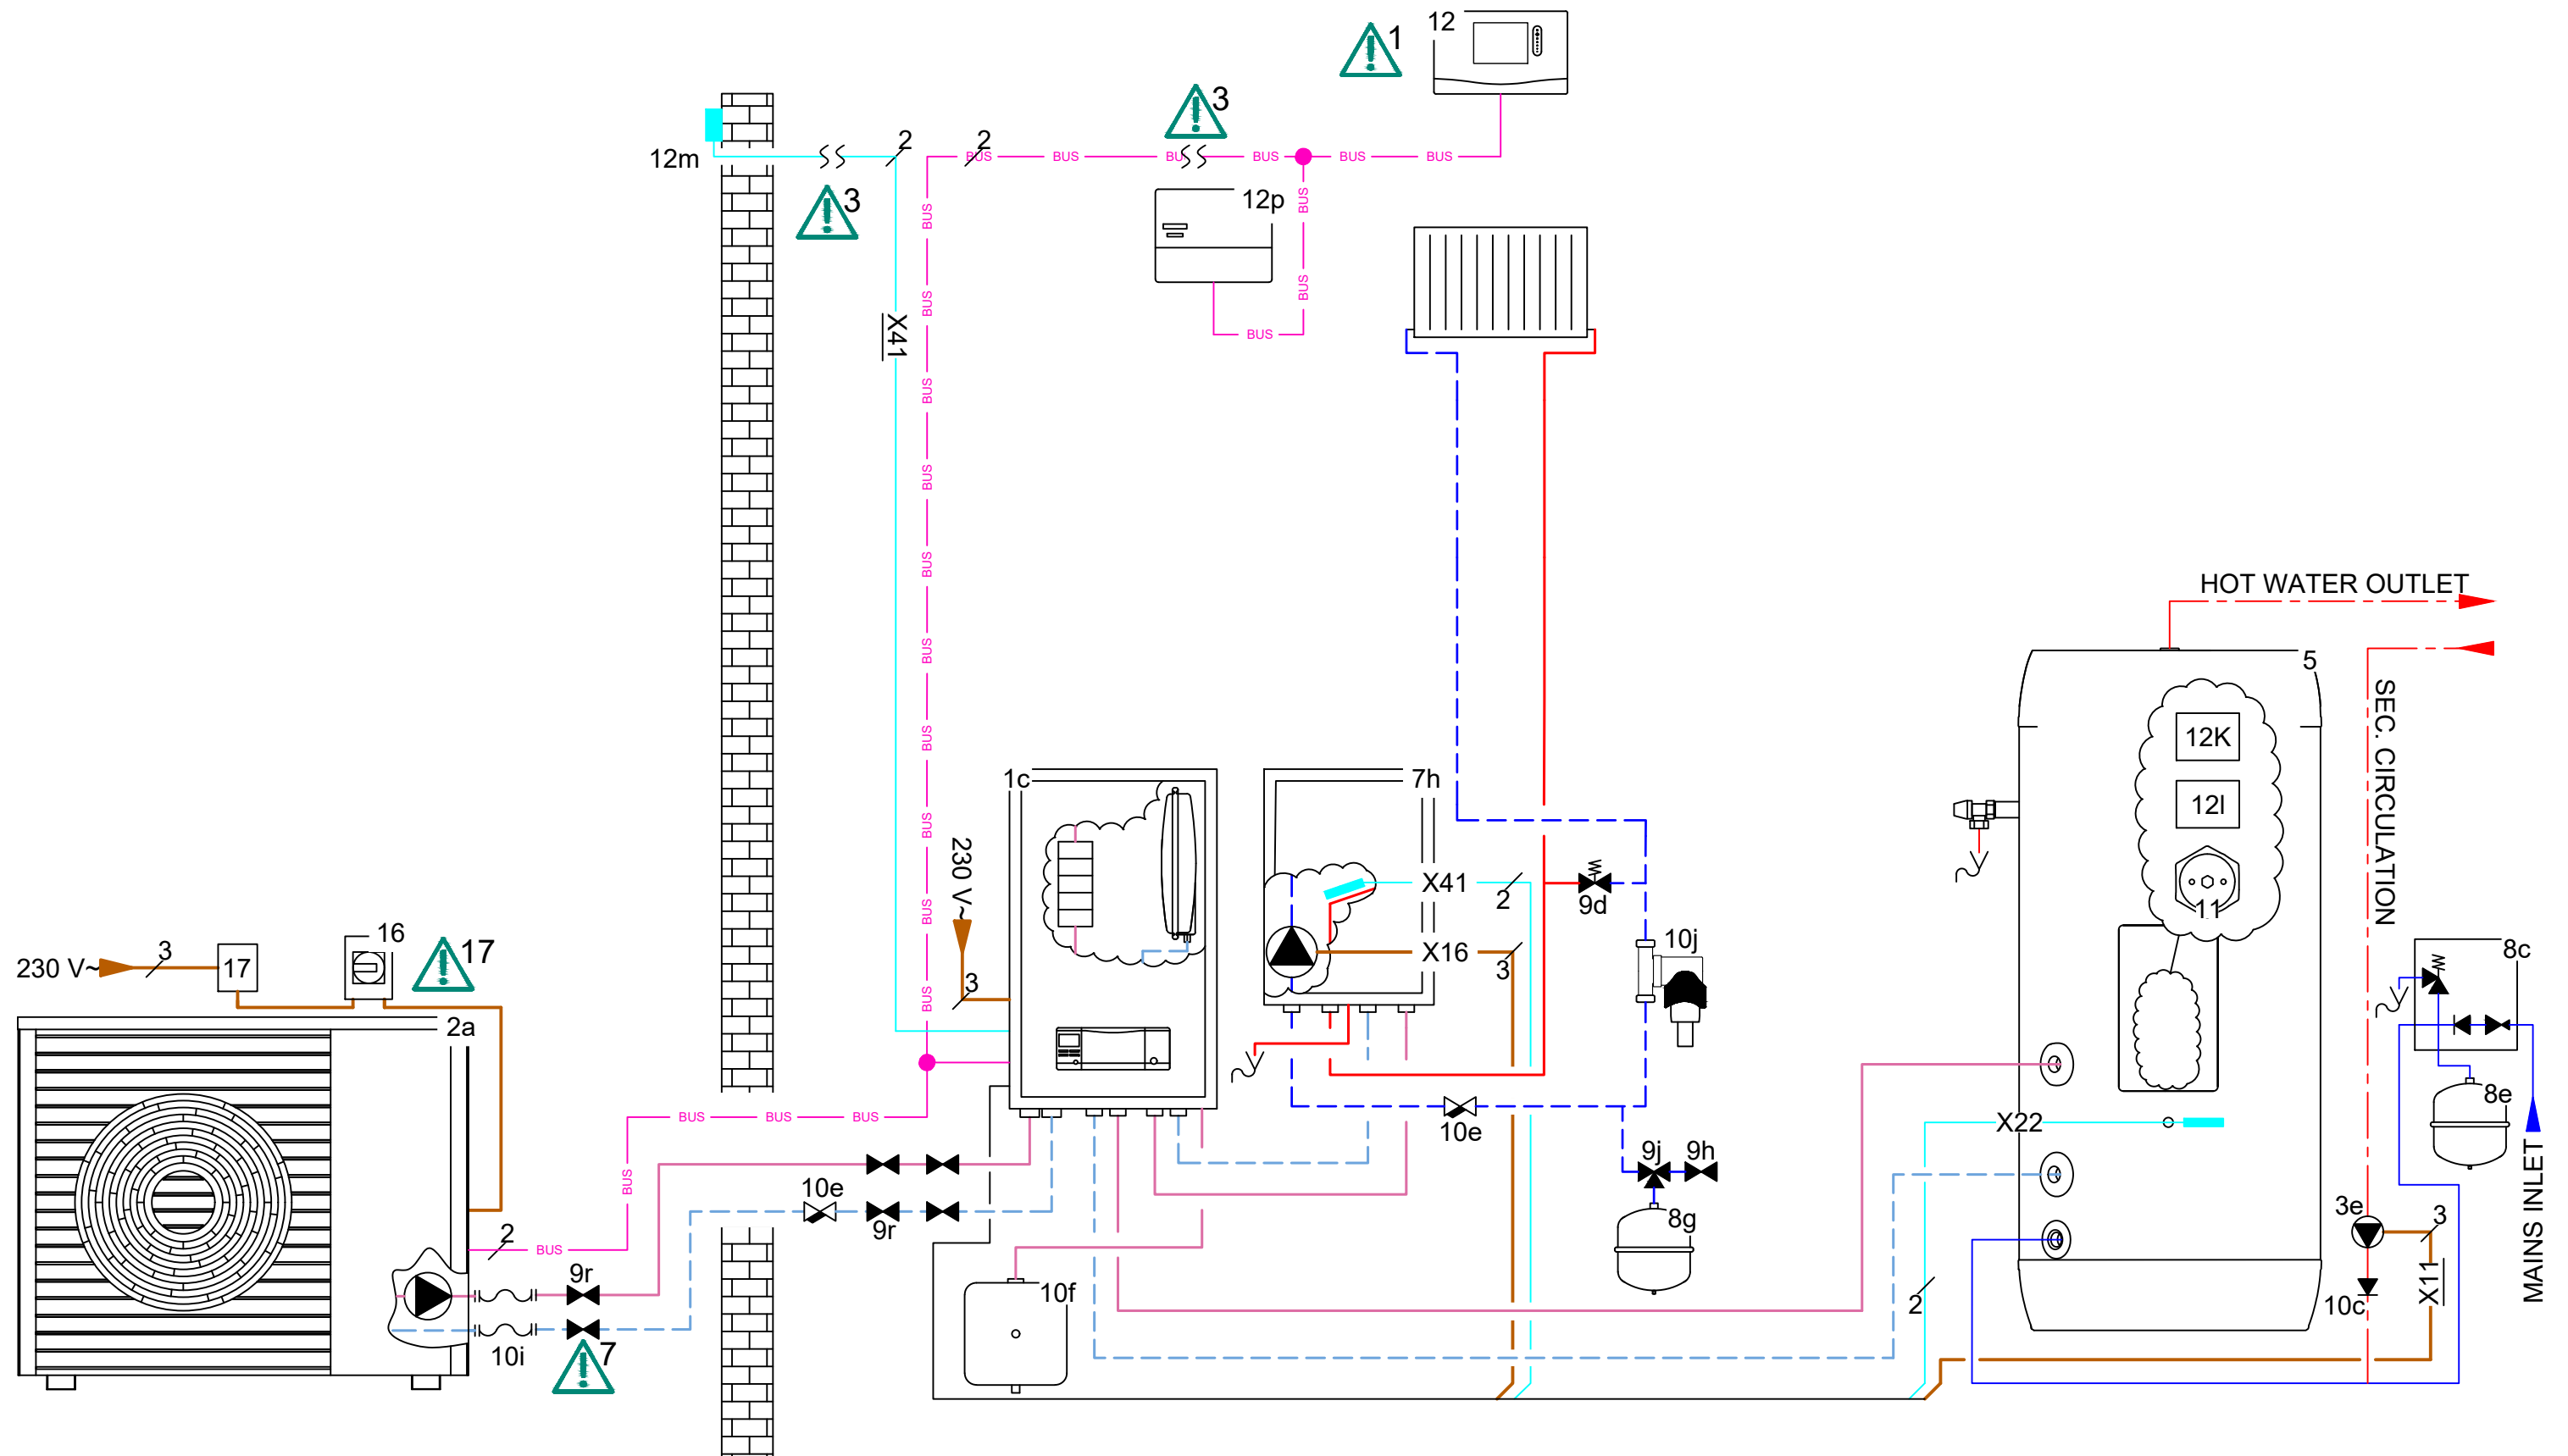 12
1
3
2
2
BUS BUS BUS BUS BUS BUS
12m
3
12p
BUS
BUS
BUS
BUS
BUS
X41
BUS
BUS
BUS
BUS
BUS
BUS
BUS
BUS
BUS
HOT WATER OUTLET
5
SEC. CIRCULATION
12K
12l
11
1c
7h
230 V~
3
X41
2
9d
X16
3
10j
8c
8e
MAINS INLET
230 V~
3
17
16
17
2a
BUS BUS BUS
BUS
2
BUS
10e
9r
9r
10i
7
10e
9j
9h
8g
10f
X22
2
3e
3
X11
10c